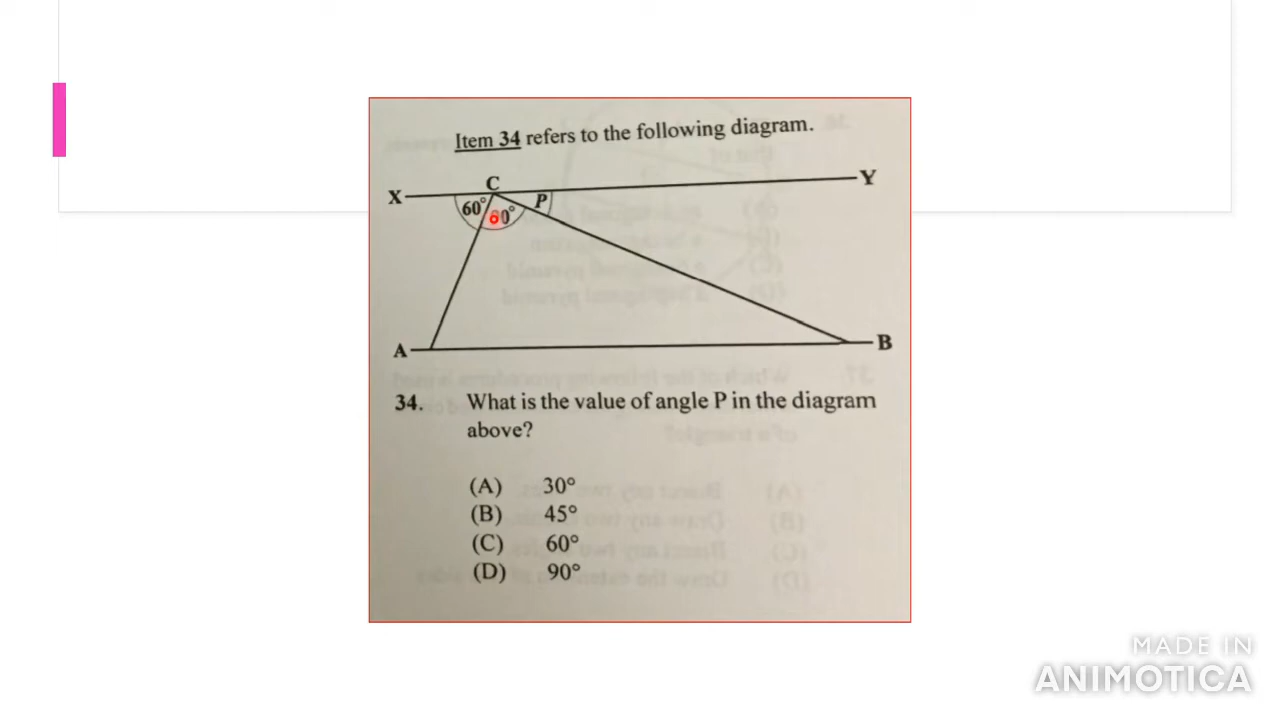 Item 34 refers to the following diagram.
X
C
Y
60°
60°
P
A
B
34. What is the value of angle P in the diagram
above?
(A) 30°
(B) 45°
(C) 60°
(D) 90°
MADE IN
ANIMOTICA